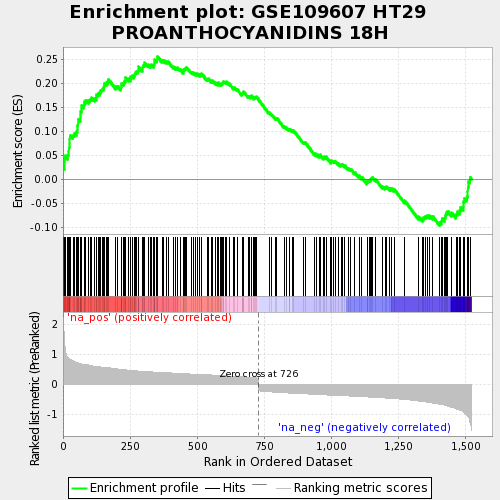 Enrichment plot: GSE109607 HT29
PROANTHOCYANIDINS 18H
Enrichment score (ES)
0.25
0.20
0.15
0.10
0.05
0.00
-0.05
-0.10
'na_pos' (positively correlated)
Ranked list metric (PreRanked)
2
1
0
-1
Zero cross at 726
'na_neg' (negatively correlated)
0
250
500
750
1,000
1,250
1,500
Rank in Ordered Dataset
Enrichment profile
Hits
Ranking metric scores